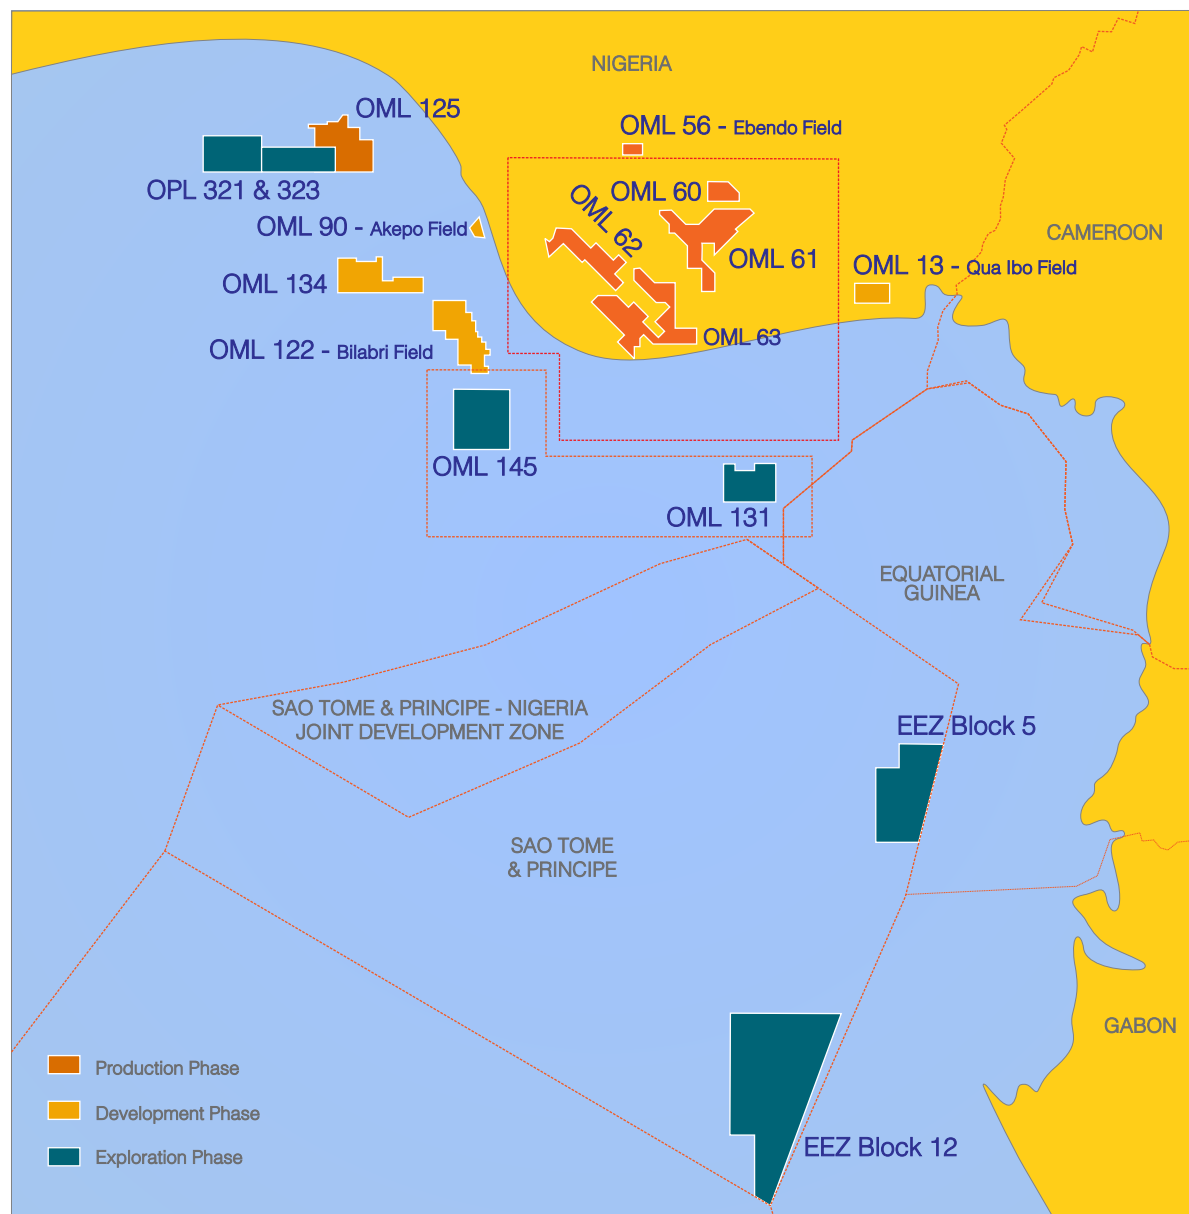 NIGERIA
OML 125
OML 56 - Ebendo Field
OPL 321 & 323
OML 60
OML 62
OML 90 - Akepo Field
CAMEROON
OML 61
OML 13 - Qua Ibo Field
OML 134
OML 63
OML 122 - Bilabri Field
OML 145
OML 131
EQUATORIAL
GUINEA
SAO TOME & PRINCIPE - NIGERIA
JOINT DEVELOPMENT ZONE
EEZ Block 5
SAO TOME
& PRINCIPE
GABON
Production Phase
Development Phase
Exploration Phase
EEZ Block 12